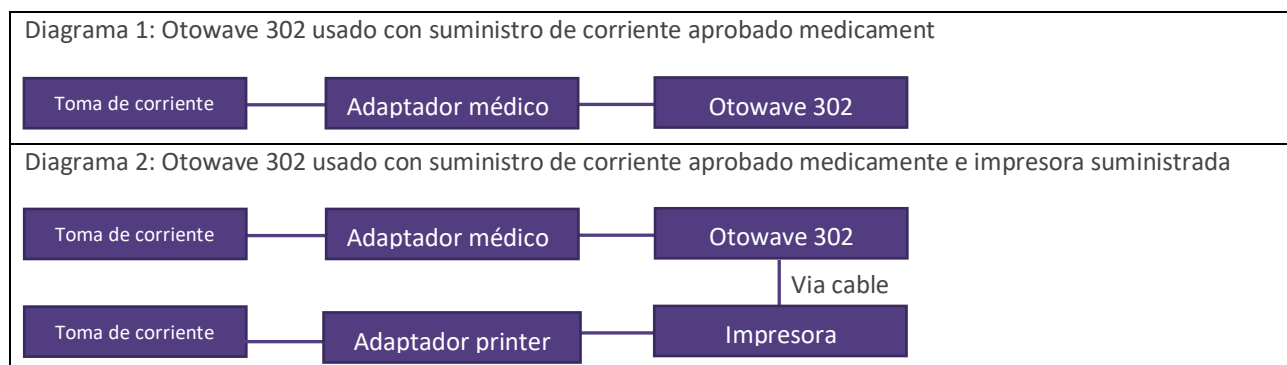 Diagrama 1: Otowave 302 usado con suministro de corriente aprobado medicament
Toma de corriente
Adaptador médico
Otowave 302
Diagrama 2: Otowave 302 usado con suministro de corriente aprobado medicamente e impresora suministrada
Toma de corriente
Adaptador médico
Otowave 302
Via cable
Toma de corriente
Adaptador printer
Impresora